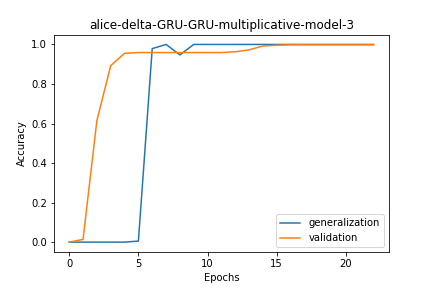 alice-delta-GRU-GRU-multiplicative-model-3
1.0
0.8
0.6
0.4
0.2
0.0
Accuracy
0
5
10
15
20
Epochs
generalization
validation